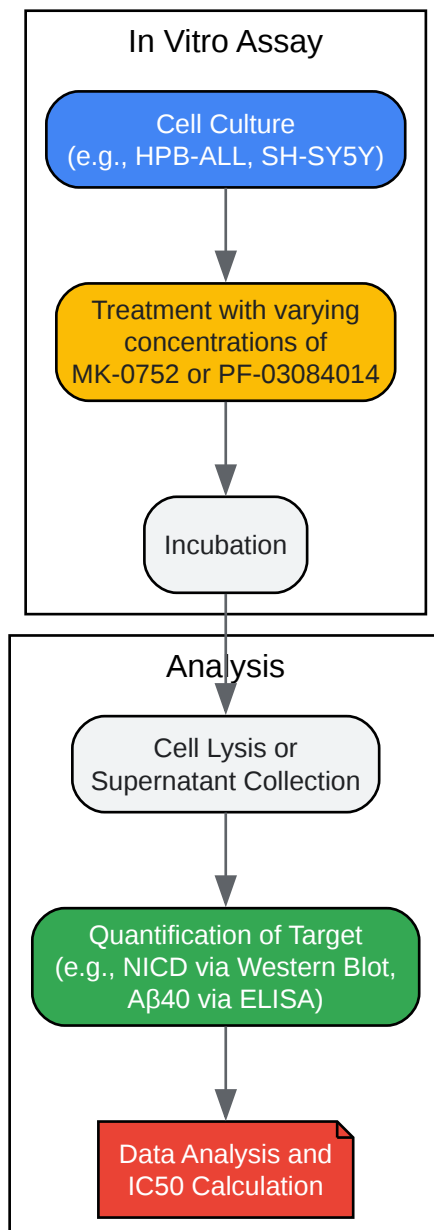 In Vitro Assay
Cell Culture
(e.g., HPB-ALL, SH-SY5Y)
Treatment with varying
concentrations of
MK-0752 or PF-03084014
Incubation
Analysis
Cell Lysis or
Supernatant Collection
Quantification of Target
(e.g., NICD via Western Blot,
Aβ40 via ELISA)
Data Analysis and
IC50 Calculation